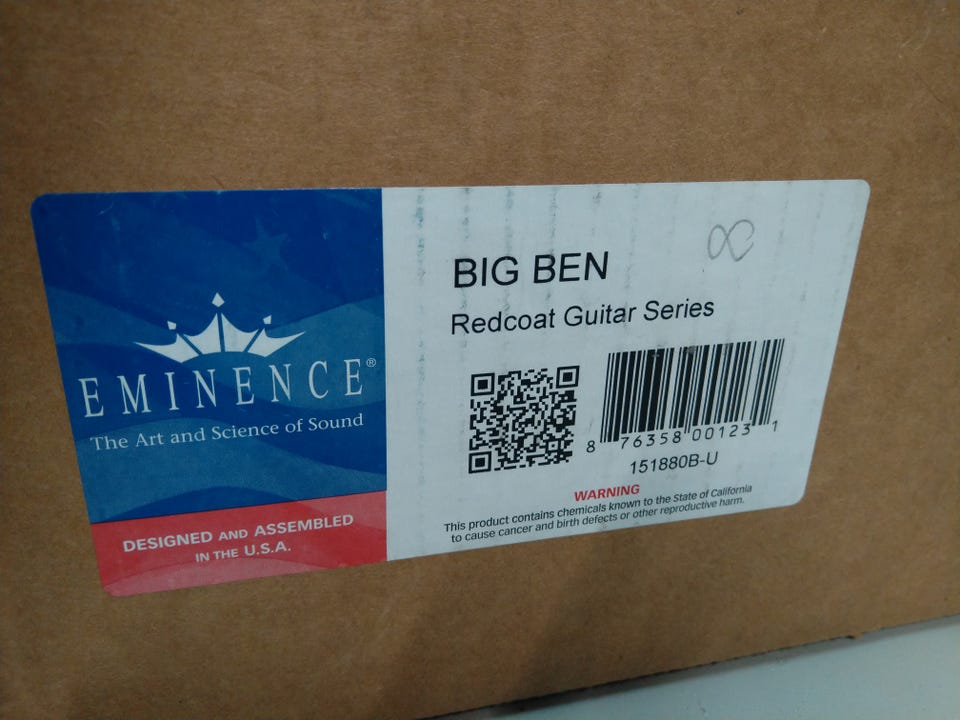 EMINENCE®
The Art and Science of Sound
DESIGNED AND ASSEMBLED
IN THE U.S.A.
BIG BEN
Redcoat Guitar Series
8 76358 00123 1
151880B-U
WARNING
This product contains chemicals known to the State of California
to cause cancer and birth defects or other reproductive harm.